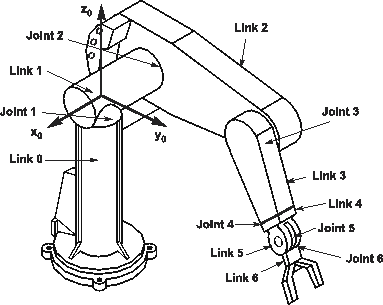 z0
Joint 2
Link 2
Link 1
Joint 1
Joint 3
x0
y0
Link 0
Link 3
Link 4
Joint 4
Joint 5
Link 5
Joint 6
Link 6